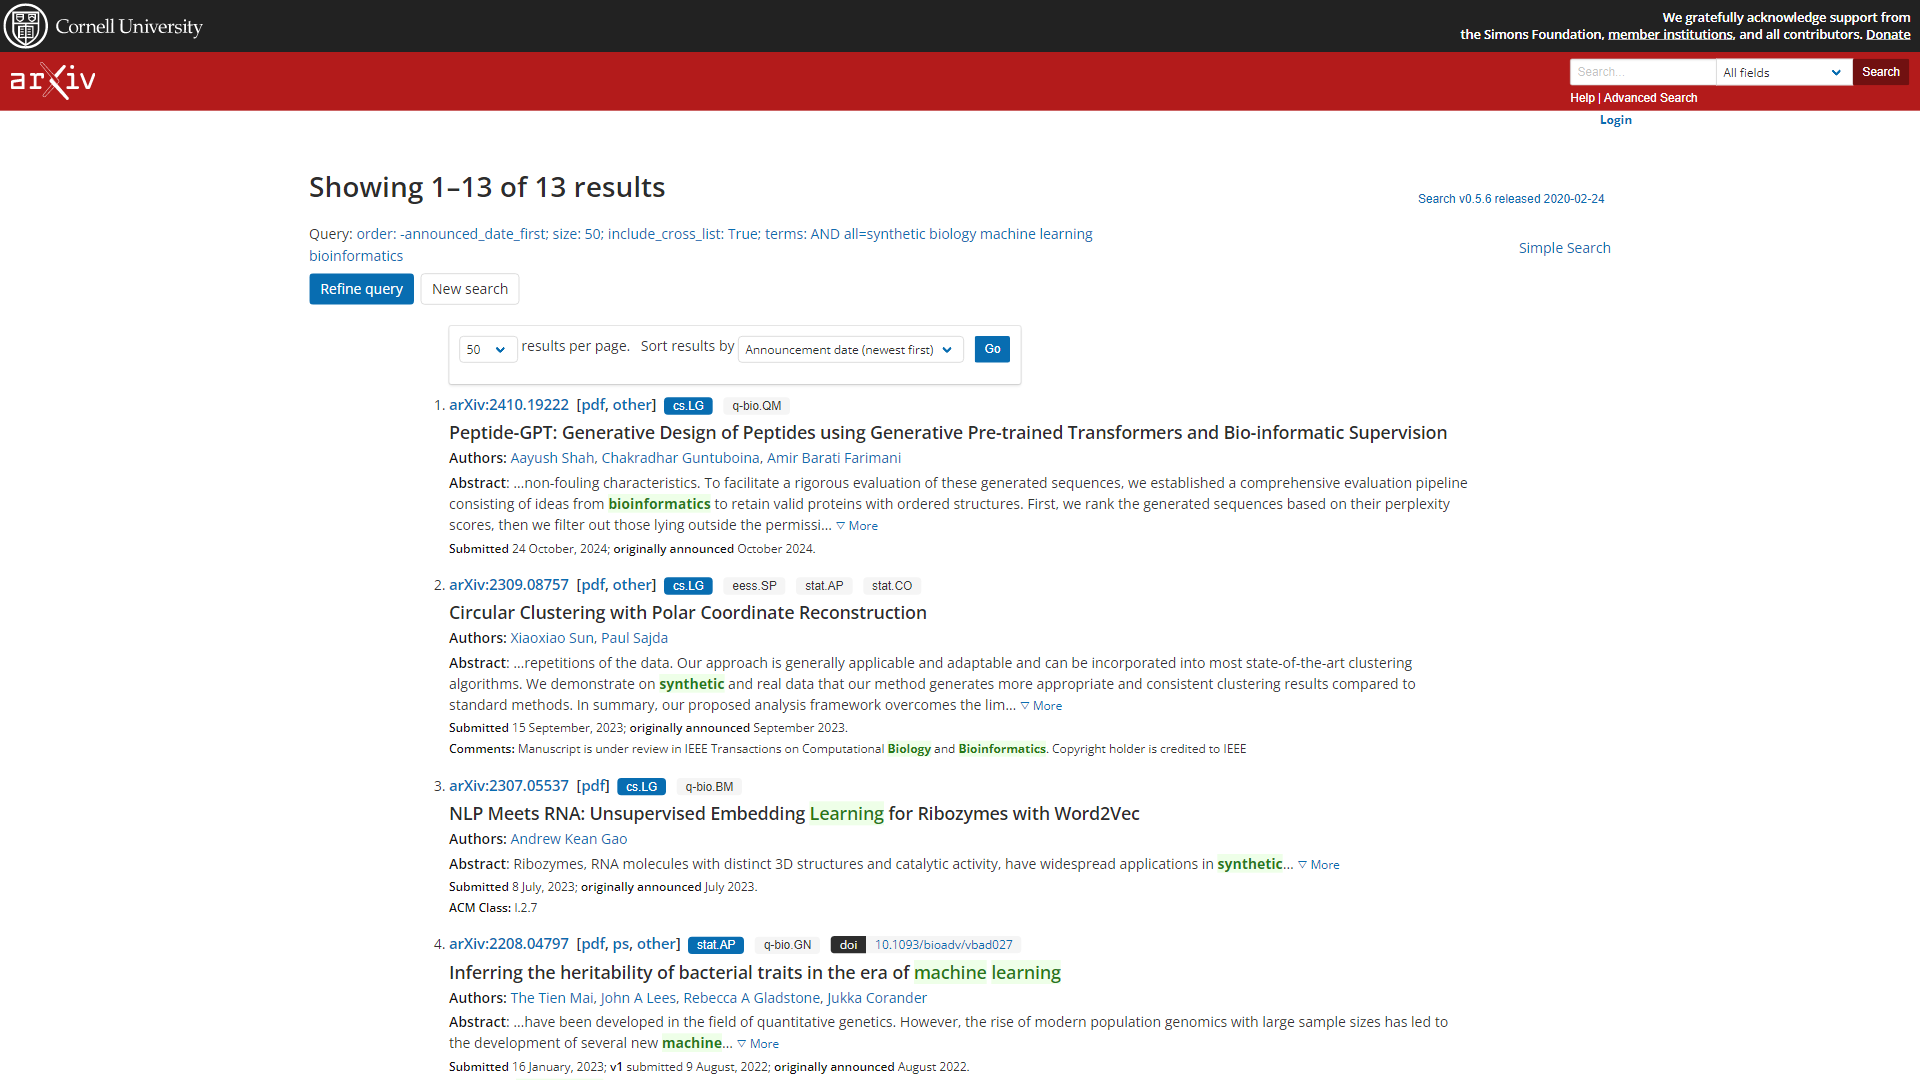 Cornell University
We gratefully acknowledge support from
the Simons Foundation, member institutions, and all contributors. Donate
arXiv
Search...
All fields
Search
Help | Advanced Search
Login
Showing 1–13 of 13 results
Search v0.5.6 released 2020-02-24
Query: order: -announced_date_first; size: 50; include_cross_list: True; terms: AND all=synthetic biology machine learning
bioinformatics
Simple Search
Refine query
New search
50 results per page. Sort results by Announcement date (newest first) Go
1. arXiv:2410.19222 [pdf, other] cs.LG q-bio.QM
Peptide-GPT: Generative Design of Peptides using Generative Pre-trained Transformers and Bio-informatic Supervision
Authors: Aayush Shah, Chakradhar Guntuboina, Amir Barati Farimani
Abstract: …non-fouling characteristics. To facilitate a rigorous evaluation of these generated sequences, we established a comprehensive evaluation pipeline
consisting of ideas from bioinformatics to retain valid proteins with ordered structures. First, we rank the generated sequences based on their perplexity
scores, then we filter out those lying outside the permissi… ▽ More
Submitted 24 October, 2024; originally announced October 2024.
2. arXiv:2309.08757 [pdf, other] cs.LG eess.SP stat.AP stat.CO
Circular Clustering with Polar Coordinate Reconstruction
Authors: Xiaoxiao Sun, Paul Sajda
Abstract: …repetitions of the data. Our approach is generally applicable and adaptable and can be incorporated into most state-of-the-art clustering
algorithms. We demonstrate on synthetic and real data that our method generates more appropriate and consistent clustering results compared to
standard methods. In summary, our proposed analysis framework overcomes the lim… ▽ More
Submitted 15 September, 2023; originally announced September 2023.
Comments: Manuscript is under review in IEEE Transactions on Computational Biology and Bioinformatics. Copyright holder is credited to IEEE
3. arXiv:2307.05537 [pdf] cs.LG q-bio.BM
NLP Meets RNA: Unsupervised Embedding Learning for Ribozymes with Word2Vec
Authors: Andrew Kean Gao
Abstract: Ribozymes, RNA molecules with distinct 3D structures and catalytic activity, have widespread applications in synthetic… ▽ More
Submitted 8 July, 2023; originally announced July 2023.
ACM Class: I.2.7
4. arXiv:2208.04797 [pdf, ps, other] stat.AP q-bio.GN doi 10.1093/bioadv/vbad027
Inferring the heritability of bacterial traits in the era of machine learning
Authors: The Tien Mai, John A Lees, Rebecca A Gladstone, Jukka Corander
Abstract: …have been developed in the field of quantitative genetics. However, the rise of modern population genomics with large sample sizes has led to
the development of several new machine… ▽ More
Submitted 16 January, 2023; v1 submitted 9 August, 2022; originally announced August 2022.